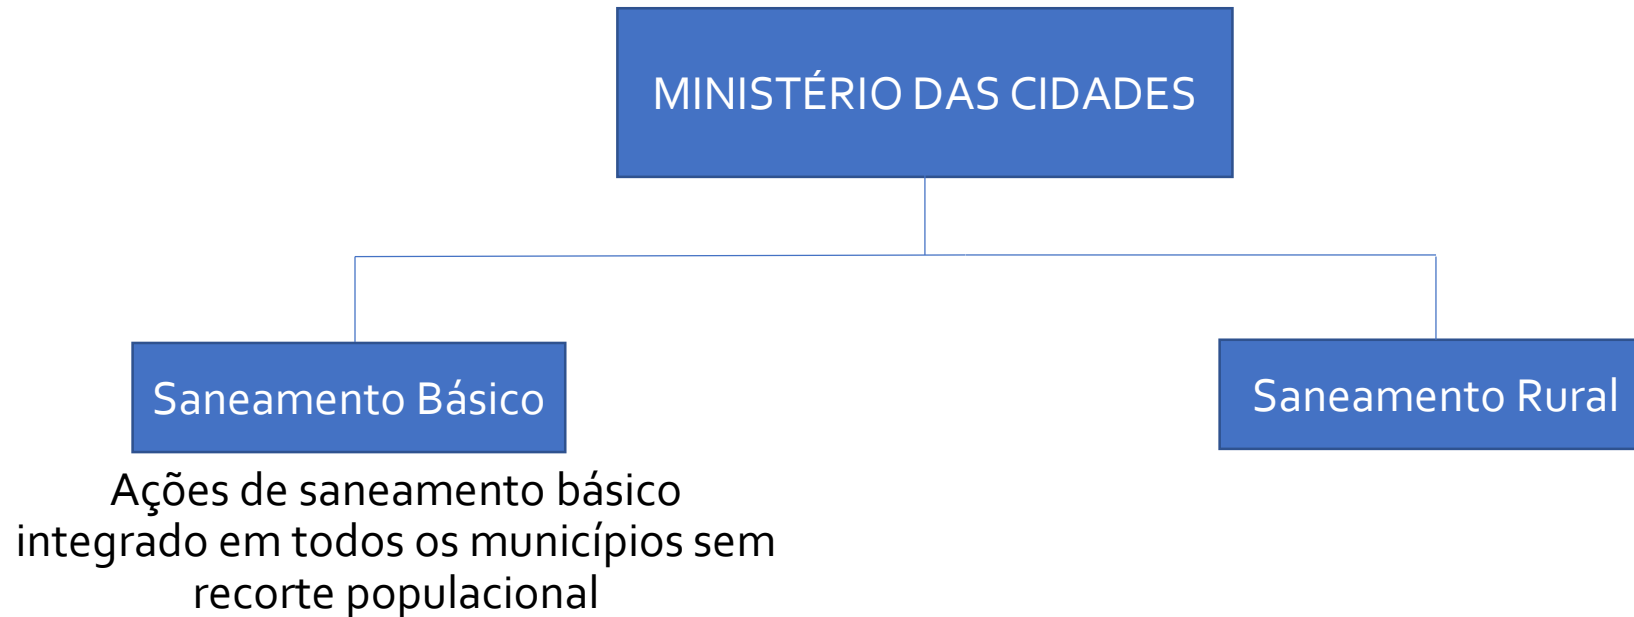 MINISTÉRIO DAS CIDADES
Saneamento Básico
Saneamento Rural
Ações de saneamento básico
integrado em todos os municípios sem
recorte populacional